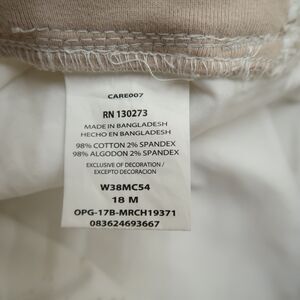 CARE007
RN 130273
MADE IN BANGLADESH
HECHO EN BANGLADESH
98% COTTON 2% SPANDEX
98% ALGODON 2% SPANDEX
EXCLUSIVE OF DECORATION /
EXCEPTO DECORACION
W38MC54
18 M
OPG-17B-MRCH19371
083624693667